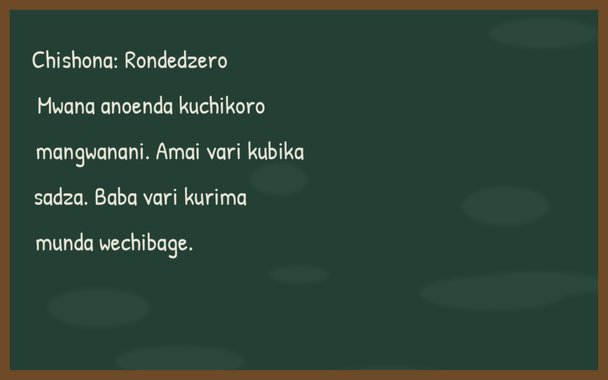 Chishona: Rondedzero
Mwana anoenda kuchikoro
mangwanani. Amai vari kubika
sadza. Baba vari kurima
munda wechibage.